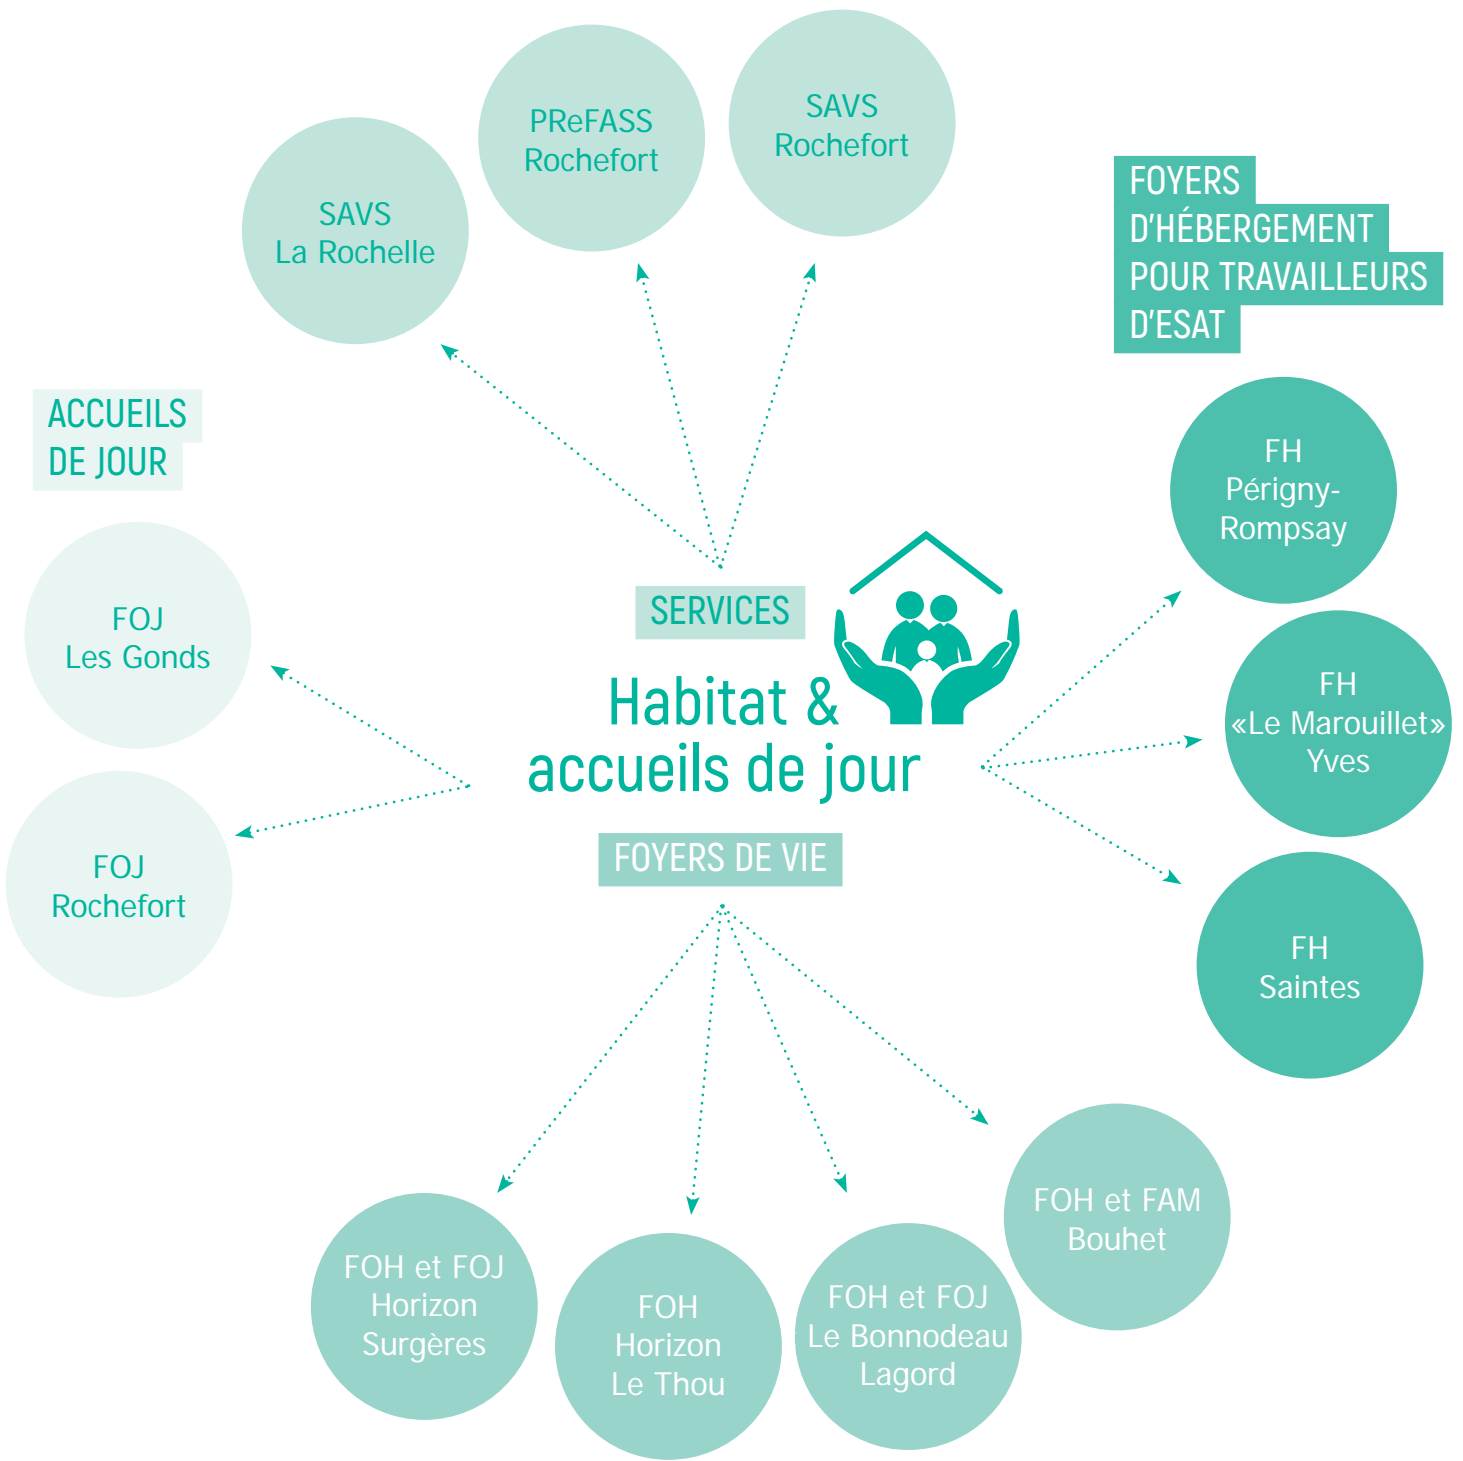 PReFASS
Rochefort
SAVS
Rochefort
SAVS
La Rochelle
FOYERS
D'HÉBERGEMENT
POUR TRAVAILLEURS
D'ESAT
ACCUEILS
DE JOUR
FH
Périgny-
Rompsay
FOJ
Les Gonds
SERVICES
Habitat &
accueils de jour
FH
«Le Marouillet»
Yves
FOYERS DE VIE
FOJ
Rochefort
FH
Saintes
FOH et FAM
Bouhet
FOH et FOJ
Horizon
Surgères
FOH
Horizon
Le Thou
FOH et FOJ
Le Bonnodeau
Lagord